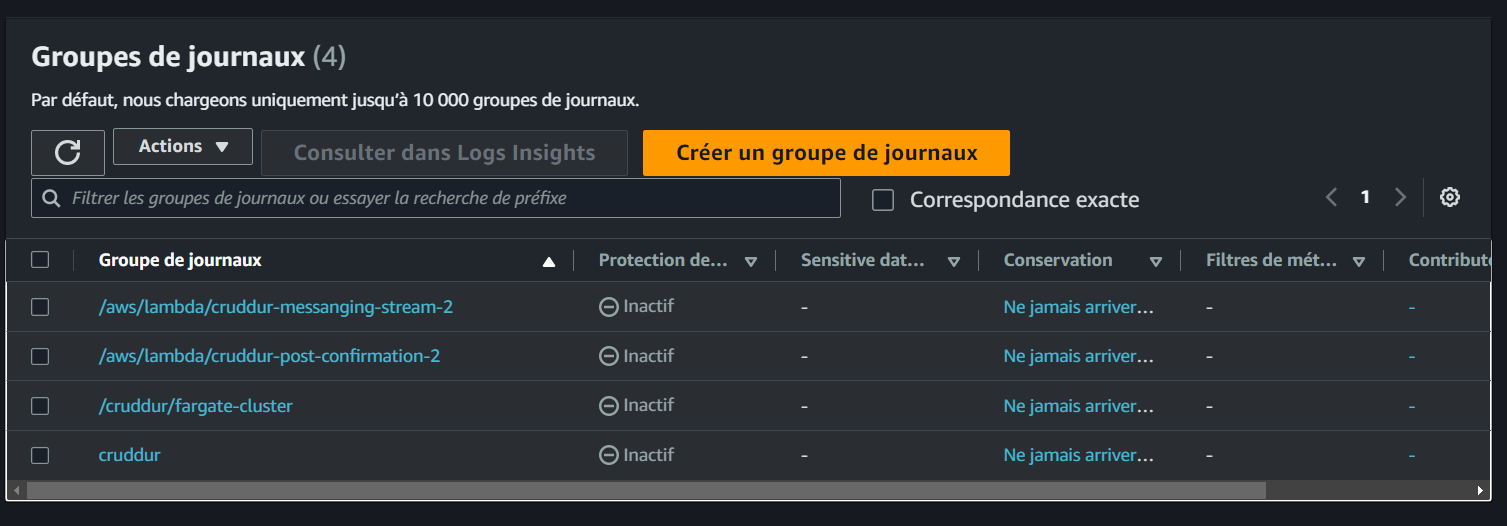 Groupes de journaux (4)
Par défaut, nous chargeons uniquement jusqu'à 10 000 groupes de journaux.
Actions Consulter dans Logs Insights Créer un groupe de journaux
Filtrer les groupes de journaux ou essayer la recherche de préfixe Correspondance exacte 1
Groupe de journaux Protection de... Sensitive dat... Conservation Filtres de mét... Contribut
/aws/lambda/cruddur-messanging-stream-2 Inactif - Ne jamais arriver... - -
/aws/lambda/cruddur-post-confirmation-2 Inactif - Ne jamais arriver... - -
/cruddur/fargate-cluster Inactif - Ne jamais arriver... - -
cruddur Inactif - Ne jamais arriver... - -